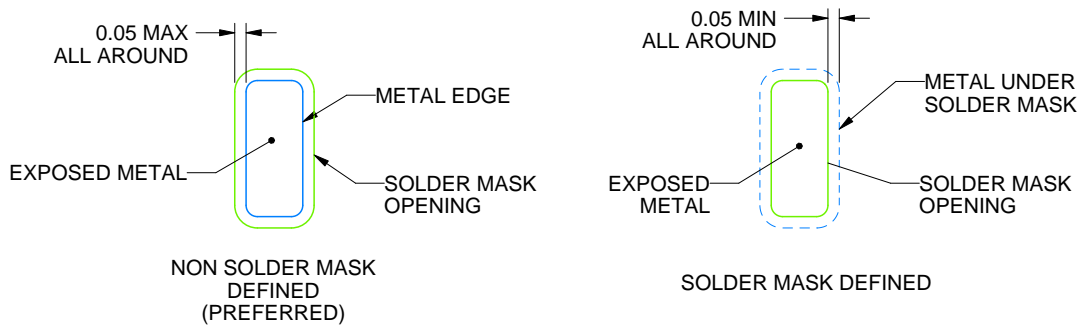 0.05 MAX
ALL AROUND
METAL EDGE
EXPOSED METAL
SOLDER MASK
OPENING
NON SOLDER MASK
DEFINED
(PREFERRED)
0.05 MIN
ALL AROUND
METAL UNDER
SOLDER MASK
EXPOSED
METAL
SOLDER MASK
OPENING
SOLDER MASK DEFINED